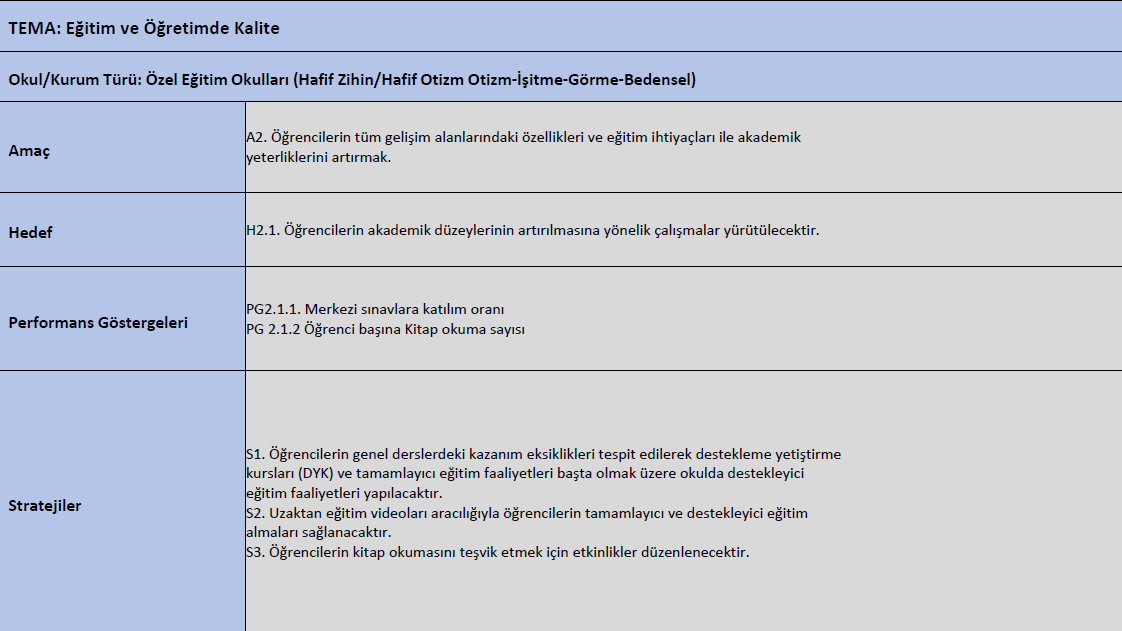 TEMA: Eğitim ve Öğretimde Kalite
Okul/Kurum Türü: Özel Eğitim Okulları (Hafif Zihin/Hafif Otizm Otizm-İşitme-Görme-Bedensel)
Amaç
A2. Öğrencilerin tüm gelişim alanlarındaki özellikleri ve eğitim ihtiyaçları ile akademik
yeterliklerini artırmak.
Hedef
H2.1. Öğrencilerin akademik düzeylerinin artırılmasına yönelik çalışmalar yürütülecektir.
Performans Göstergeleri
PG2.1.1. Merkezi sınavlara katılım oranı
PG 2.1.2 Öğrenci başına Kitap okuma sayısı
Stratejiler
S1. Öğrencilerin genel derslerdeki kazanım eksiklikleri tespit edilerek destekleme yetiştirme
kursları (DYK) ve tamamlayıcı eğitim faaliyetleri başta olmak üzere okulda destekleyici
eğitim faaliyetleri yapılacaktır.
S2. Uzaktan eğitim videoları aracılığıyla öğrencilerin tamamlayıcı ve destekleyici eğitim
almaları sağlanacaktır.
S3. Öğrencilerin kitap okumasını teşvik etmek için etkinlikler düzenlenecektir.